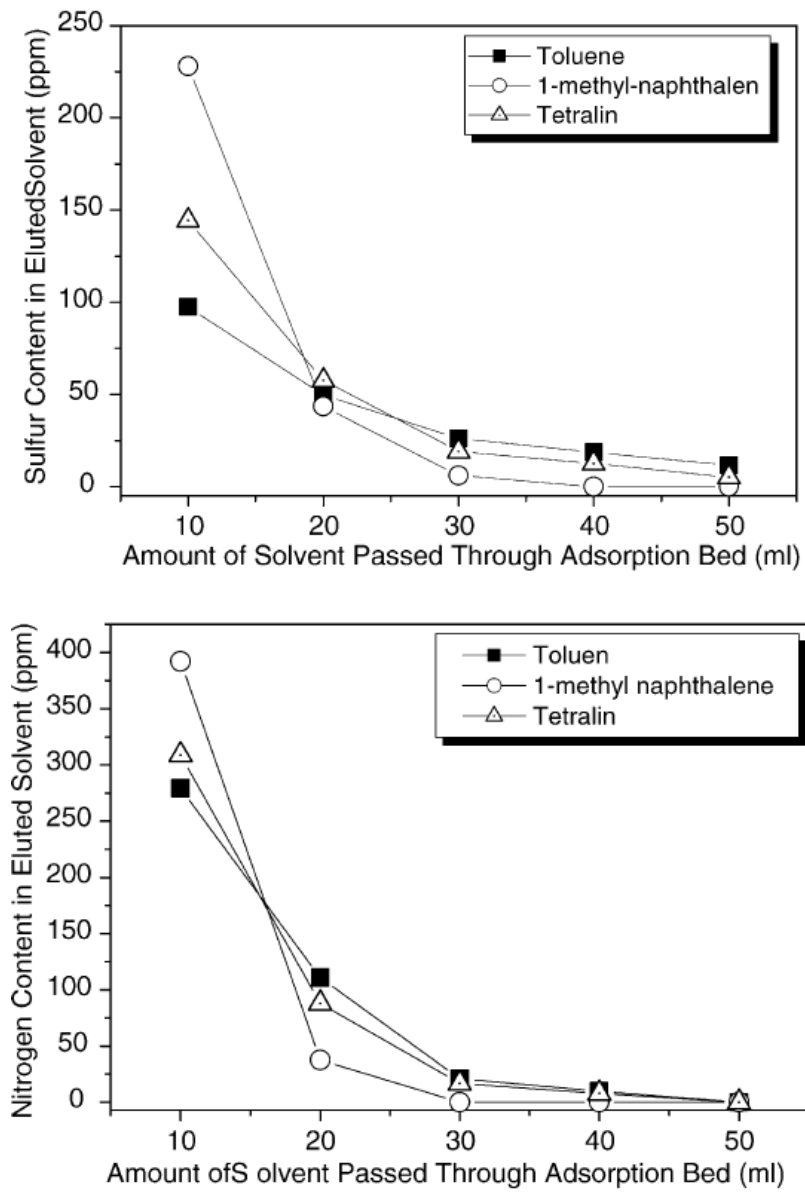 Sulfur Content in ElutedSolvent (ppm)
250
200
150
100
50
0
Toluene
1-methyl-naphthalen
Tetralin
10 20 30 40 50
Amount of Solvent Passed Through Adsorption Bed (ml)
Nitrogen Content in Eluted Solvent (ppm)
400
350
300
250
200
150
100
50
0
Toluen
1-methyl naphthalene
Tetralin
10 20 30 40 50
Amount ofS olvent Passed Through Adsorption Bed (ml)